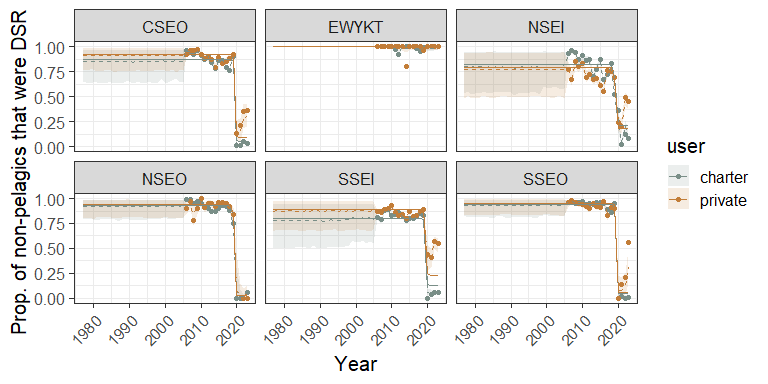 Prop. of non-pelagics that were DSR
CSEO EWYKT NSEI
1.00
0.75
0.50
0.25
0.00
NSEO SSEI SSEO
1.00
0.75
0.50
0.25
0.00
1980 1990 2000 2010 2020 1980 1990 2000 2010 2020 1980 1990 2000 2010 2020
Year
user
charter
private